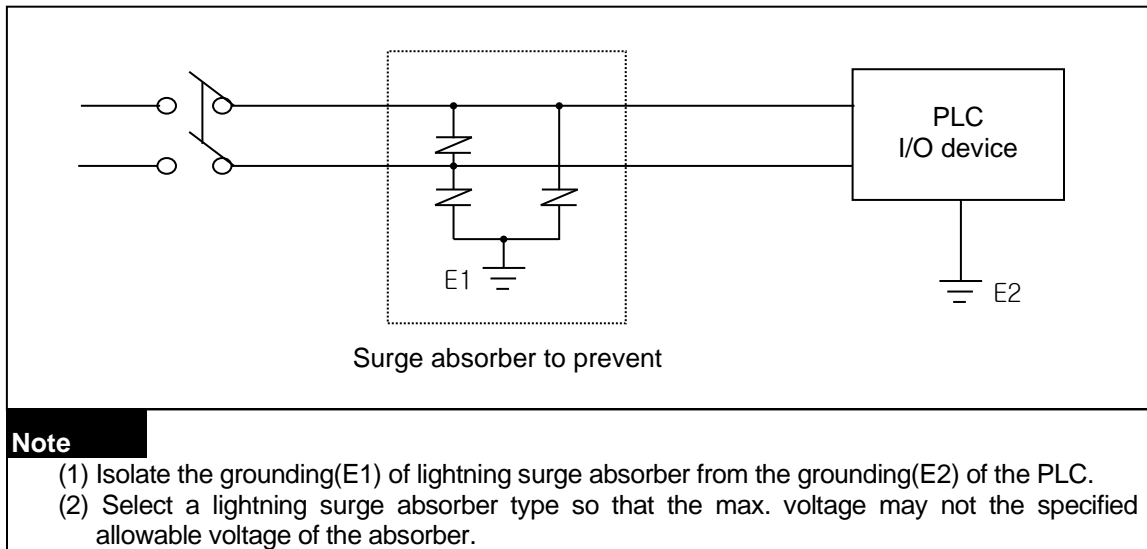 PLC
I/O device
E1
E2
Surge absorber to prevent
Note
(1) Isolate the grounding(E1) of lightning surge absorber from the grounding(E2) of the PLC.
(2) Select a lightning surge absorber type so that the max. voltage may not the specified
allowable voltage of the absorber.